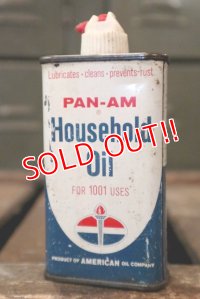 Lubricates - cleans - prevents rust
PAN-AM
Household
Oil
SOLD OUT!!
FOR 1001 USES
PRODUCT OF AMERICAN OIL COMPANY